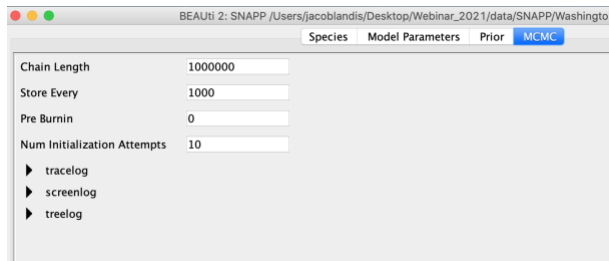 BEAUti 2: SNAPP /Users/jacoblandis/Desktop/Webinar_2021/data/SNAPP/Washingto
Species Model Parameters Prior MCMC
Chain Length 1000000
Store Every 1000
Pre Burnin 0
Num Initialization Attempts 10
tracelog
screenlog
treelog